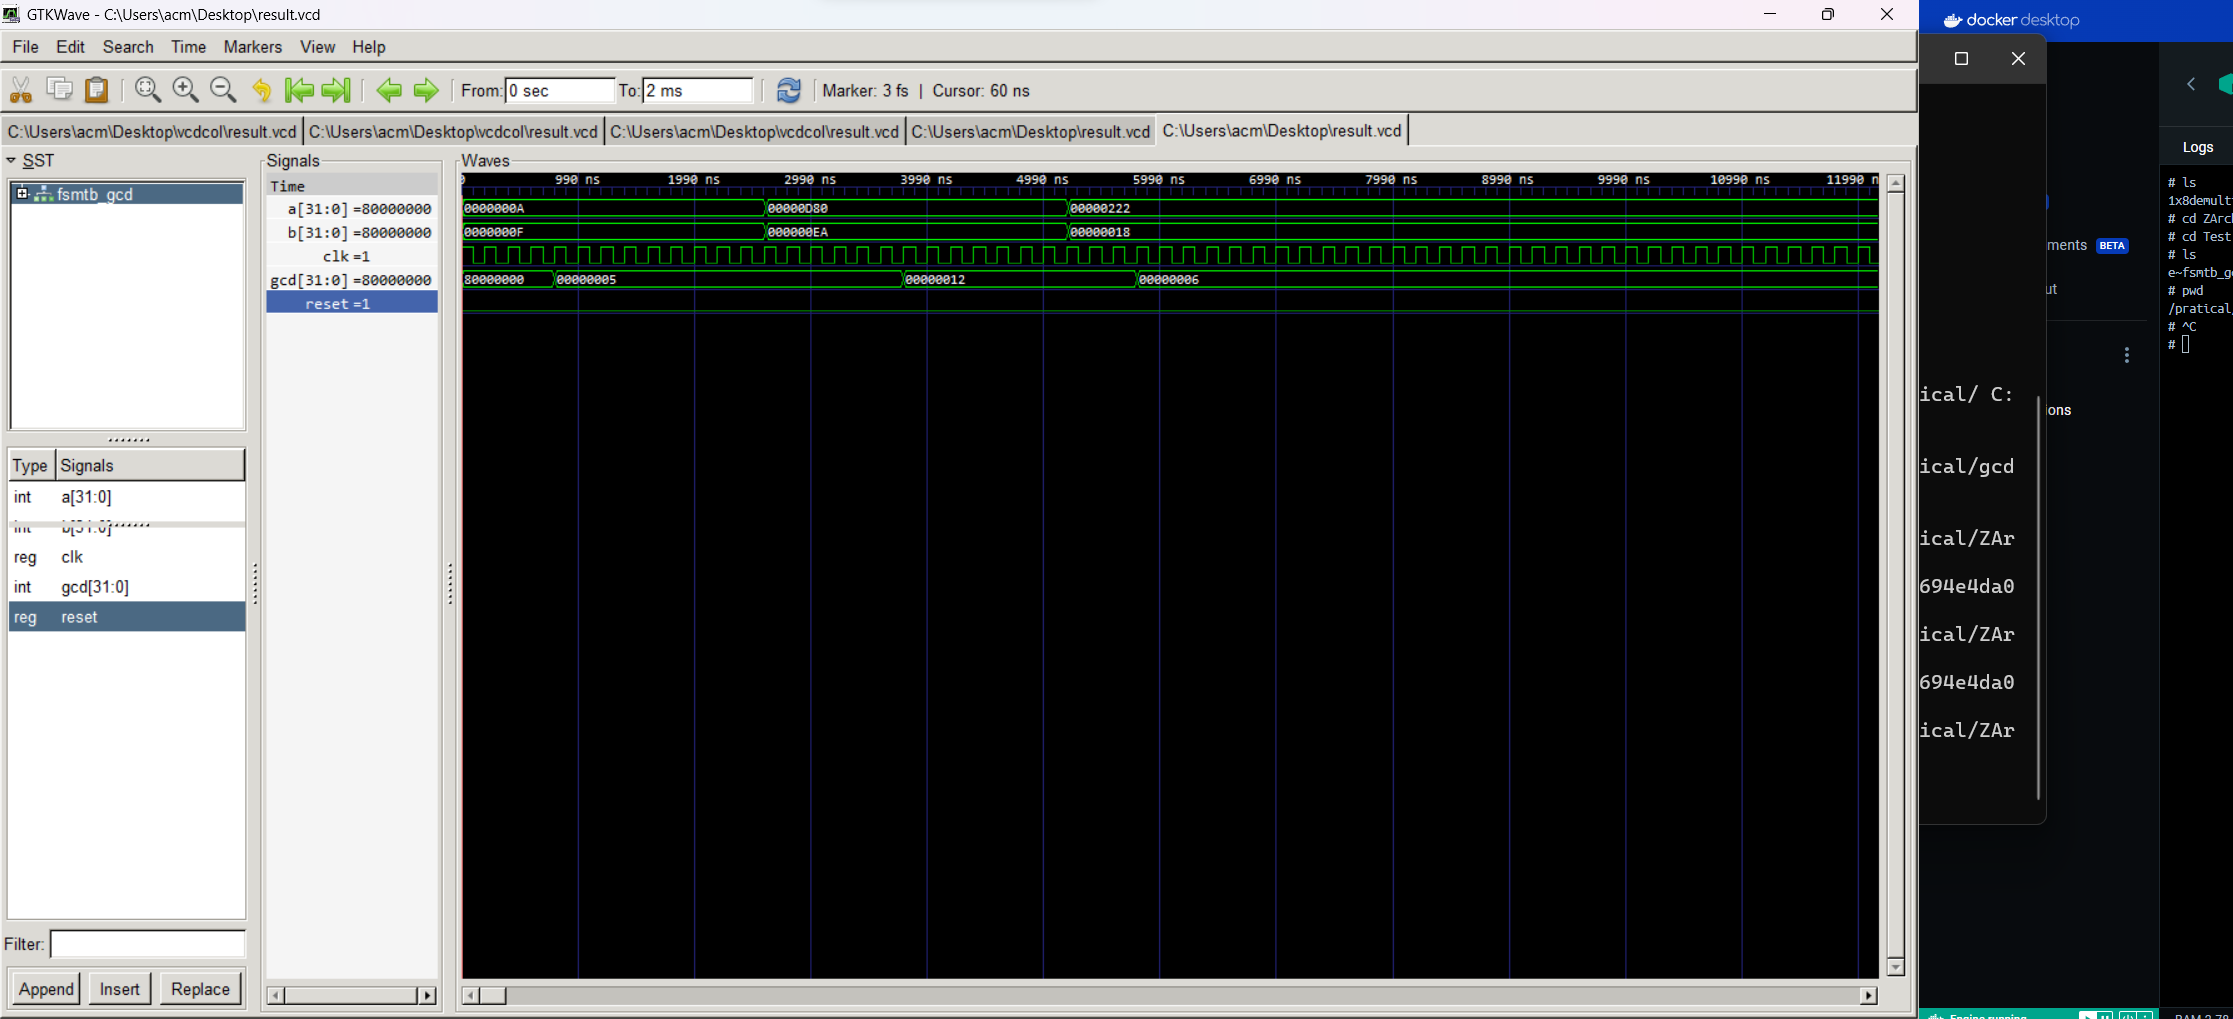 GTKWave - C:\Users\acm\Desktop\result.vcd
File Edit Search Time Markers View Help
From: 0 sec To: 2 ms Marker: 3 fs | Cursor: 60 ns
C:\Users\acm\Desktop\vcdcol\result.vcd C:\Users\acm\Desktop\vcdcol\result.vcd C:\Users\acm\Desktop\vcdcol\result.vcd C:\Users\acm\Desktop\result.vcd C:\Users\acm\Desktop\result.vcd
SST
fsmtb_gcd
Type Signals
int a[31:0]
int b[31:0]
reg clk
int gcd[31:0]
reg reset
Filter:
Append Insert Replace
Signals
Time
a[31:0] =80000000
b[31:0] =80000000
clk =1
gcd[31:0] =80000000
reset =1
Waves
990 ns 1990 ns 2990 ns 3990 ns 4990 ns 5990 ns 6990 ns 7990 ns 8990 ns 9990 ns 10990 ns 11990 n
0000000A 00000D80 00000222
0000000F 000000EA 00000018
80000000 00000005 00000012 00000006
docker desktop
ments BETA
ut
ions
ical/ C:
ical/gcd
ical/ZAr
694e4da0
ical/ZAr
694e4da0
ical/ZAr
Logs
# ls
1x8demult
# cd ZArc
# cd Test
# ls
e~fsmtb_g
# pwd
/pratical
# ^C
#
Engine running